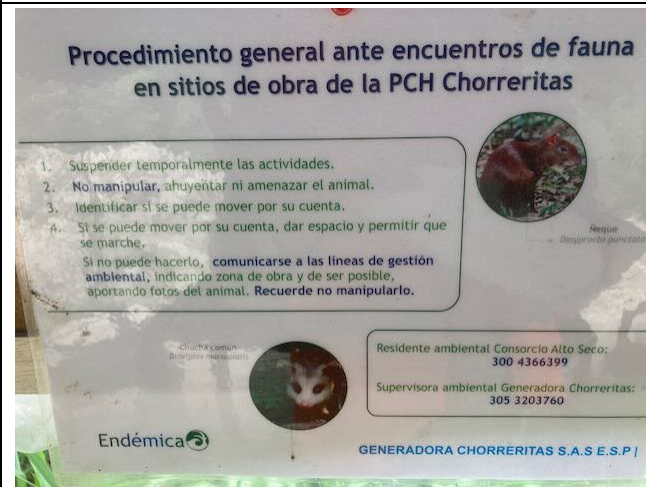 Procedimiento general ante encuentros de fauna
en sitios de obra de la PCH Chorreritas
1. Suspender temporalmente las actividades.
2. No manipular, ahuyentar ni amenazar el animal.
3. Identificar si se puede mover por su cuenta.
4. Si se puede mover por su cuenta, dar espacio y permitir que
se marche.
Si no puede hacerlo, comunicarse a las líneas de gestión
ambiental, indicando zona de obra y de ser posible,
aportando fotos del animal. Recuerde no manipularlo.
Ñeque
Dasyprocta punctata
Chucha común
Didelphis marsupialis
Residente ambiental Consorcio Alto Seco:
300 4366399
Supervisora ambiental Generadora Chorreritas:
305 3203760
Endémica
GENERADORA CHORRERITAS S.A.S E.S.P |